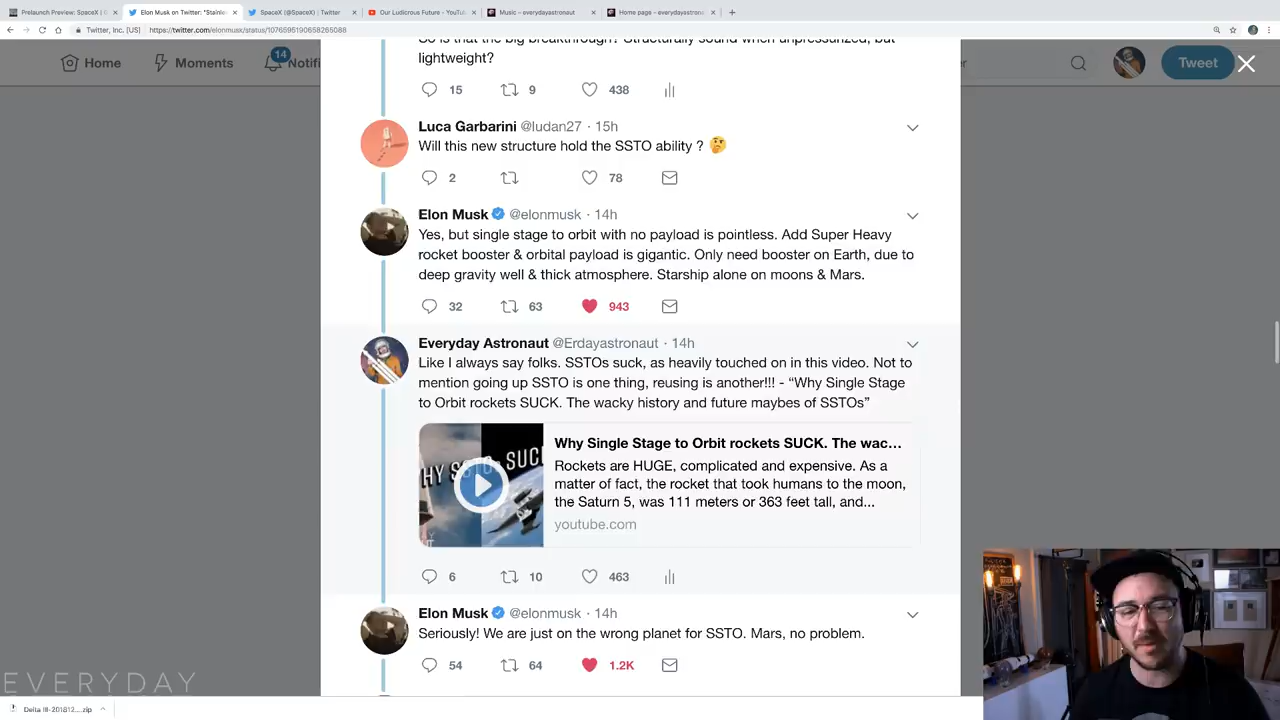 Prelaunch Preview: SpaceX | S
Elon Musk on Twitter: "Stainles
SpaceX (@SpaceX) | Twitter
Our Ludicrous Future - YouTub
Music – everydayastronaut
Home page – everydayastronau
Twitter, Inc. [US] https://twitter.com/elonmusk/status/1076595190658265088
Home
Moments
14
Notifi
er
Tweet
So is that the big breakthrough? Structurally sound when unpressurized, but
lightweight?
15 9 438
Luca Garbarini @ludan27 · 15h
Will this new structure hold the SSTO ability ?
2 78
Elon Musk @elonmusk · 14h
Yes, but single stage to orbit with no payload is pointless. Add Super Heavy
rocket booster & orbital payload is gigantic. Only need booster on Earth, due to
deep gravity well & thick atmosphere. Starship alone on moons & Mars.
32 63 943
Everyday Astronaut @Erdayastronaut · 14h
Like I always say folks. SSTOs suck, as heavily touched on in this video. Not to
mention going up SSTO is one thing, reusing is another!!! - “Why Single Stage
to Orbit rockets SUCK. The wacky history and future maybes of SSTOs”
HY SSTOs SUC
Why Single Stage to Orbit rockets SUCK. The wac...
Rockets are HUGE, complicated and expensive. As a
matter of fact, the rocket that took humans to the moon,
the Saturn 5, was 111 meters or 363 feet tall, and...
youtube.com
6 10 463
Elon Musk @elonmusk · 14h
Seriously! We are just on the wrong planet for SSTO. Mars, no problem.
54 64 1.2K
EVERYDAY
Delta III-201812....zip